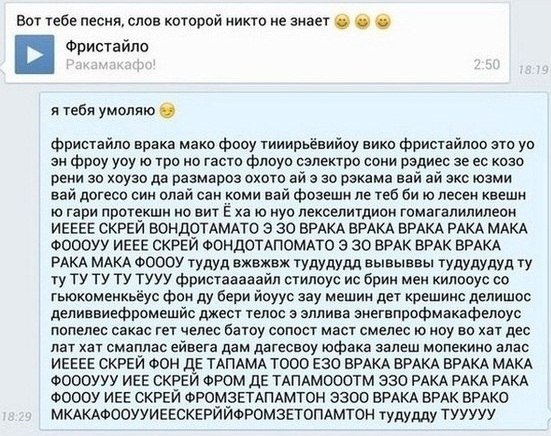 Вот тебе песня, слов которой никто не знает 😄 😄 😄
Фристайло
Ракамакафо! 2:50
18:19
я тебя умоляю 😏
фристайло врака мако фооу тииирьёвийоу вико фристайлоо это уо
эн фроу уоу ю тро но гасто флоуо сэлектро сони рэдиес зе ес козо
рени зо хоузо да размароз охото ай э зо рэкама вай ай экс юзми
вай догесо син олай сан коми вай фозешн ле теб би ю лесен квешн
ю гари протекшн но вит Ё ха ю нуо лекселитдион гомагалилилеон
ИЕЕЕЕ СКРЕЙ ВОНДОТАМАТО Э ЗО ВРАКА ВРАКА ВРАКА РАКА МАКА
ФОООУУ ИЕЕЕ СКРЕЙ ФОНДОТАПОМАТО Э ЗО ВРАК ВРАК ВРАКА
РАКА МАКА ФОООУ тудуд вжвжвж тудududд вывывы тудудудуд ту
ту ТУ ТУ ТУ ТУУУ фристаааааайл стилоус ис брин мен килооус со
гьюкоменкьёус фон ду бери йоуус зау мешин дет крешинс делишос
деливвиефромешйс джест телос э эллива энегвпрофмакафелоус
попелес сакас гет челес батоу сопост маст смелес ю ноу во хат дес
лат хат смаплас ейвега дам дагесвоу юфака залеш мопекино алас
ИЕЕЕЕ СКРЕЙ ФОН ДЕ ТАПАМА ТООО ЕЗО ВРАКА ВРАКА ВРАКА МАКА
ФОООУУУ ИЕЕ СКРЕЙ ФРОМ ДЕ ТАПАМОООТМ ЭЗО РАКА РАКА РАКА
ФОООУ ИЕЕ СКРЕЙ ФРОМЗЕТАПАМТОН ЭЗОО ВРАКА ВРАК ВРАКО
МКАКАФООУУИЕЕСКЕРЙЙФРОМЗЕТОПАМТОН тудудду ТУУУУУ
18:29